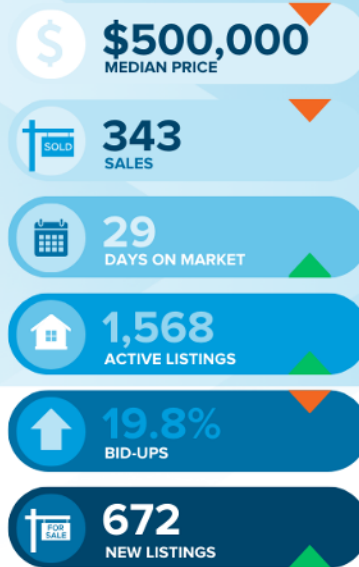 $
$500,000
MEDIAN PRICE
SOLD
343
SALES
29
DAYS ON MARKET
1,568
ACTIVE LISTINGS
19.8%
BID-UPS
FOR
SALE
672
NEW LISTINGS